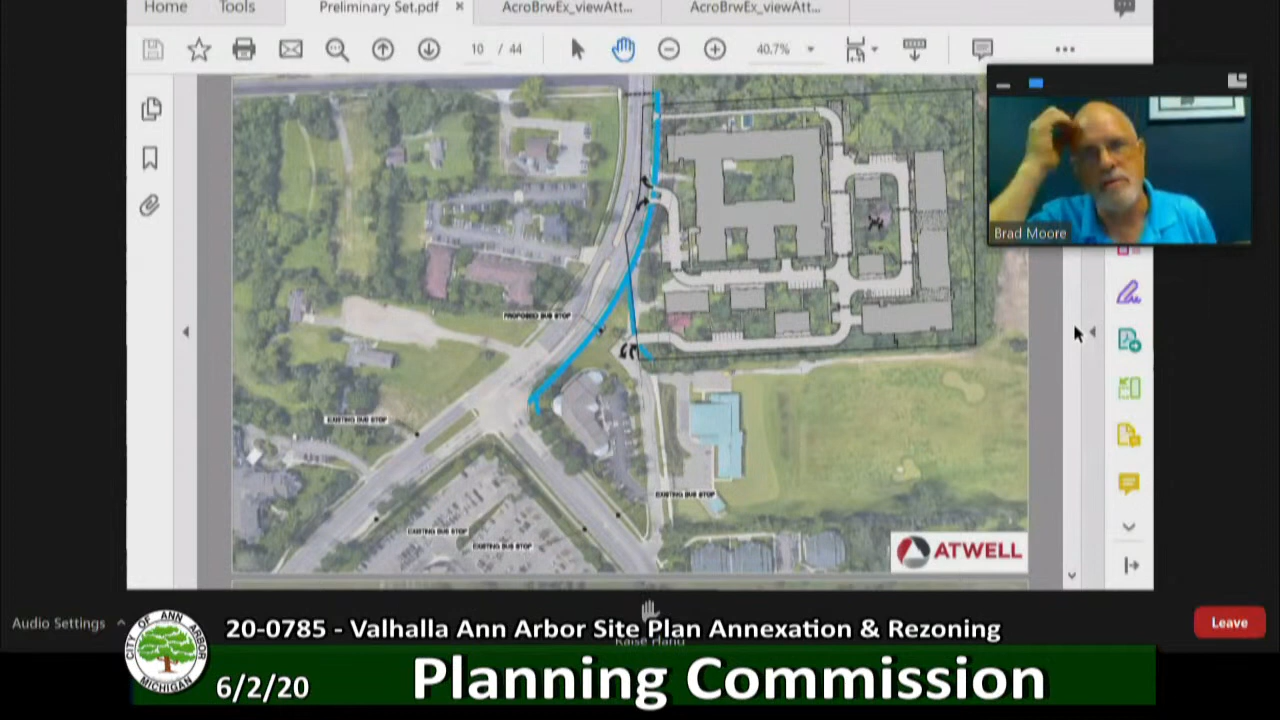 Home Tools Preliminary Set.pdf × AcroBrwEx_viewAtt... AcroBrwEx_viewAtt...
10 / 44 40.7%
Brad Moore
PROPOSED BUS STOP
EXISTING BUS STOP
EXISTING BUS STOP
EXISTING BUS STOP
EXISTING BUS STOP
ATWELL
Audio Settings
Raise Hand
Leave
CITY OF ANN ARBOR
MICHIGAN
20-0785 - Valhalla Ann Arbor Site Plan Annexation & Rezoning
6/2/20 Planning Commission